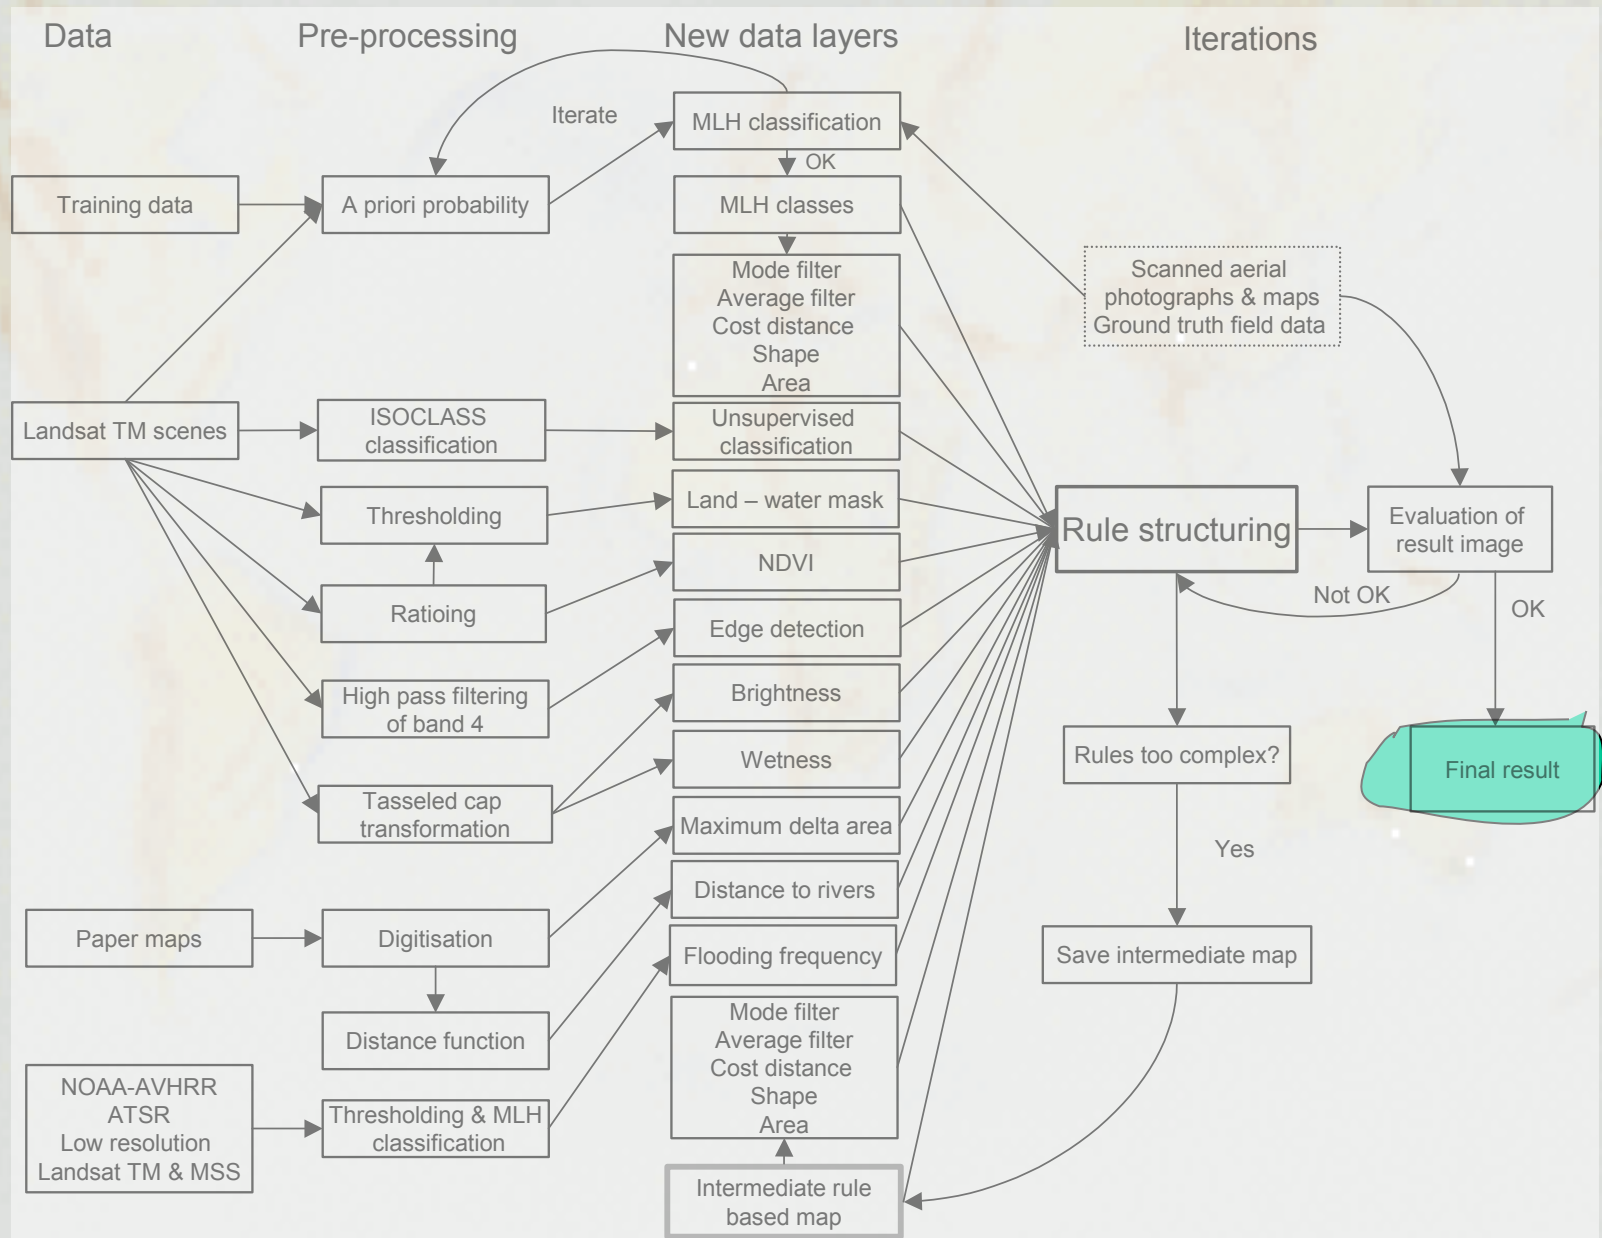 Data
Pre-processing
New data layers
Iterations
Iterate
MLH classification
OK
Training data
A priori probability
MLH classes
Mode filter
Average filter
Cost distance
Shape
Area
Scanned aerial
photographs & maps
Ground truth field data
Landsat TM scenes
ISOCLASS
classification
Unsupervised
classification
Thresholding
Land – water mask
Rule structuring
Evaluation of
result image
Ratioing
NDVI
Not OK
OK
High pass filtering
of band 4
Edge detection
Brightness
Tasseled cap
transformation
Wetness
Rules too complex?
Final result
Maximum delta area
Yes
Paper maps
Digitisation
Distance to rivers
Flooding frequency
Save intermediate map
Distance function
Mode filter
Average filter
Cost distance
Shape
Area
NOAA-AVHRR
ATSR
Low resolution
Landsat TM & MSS
Thresholding & MLH
classification
Intermediate rule
based map